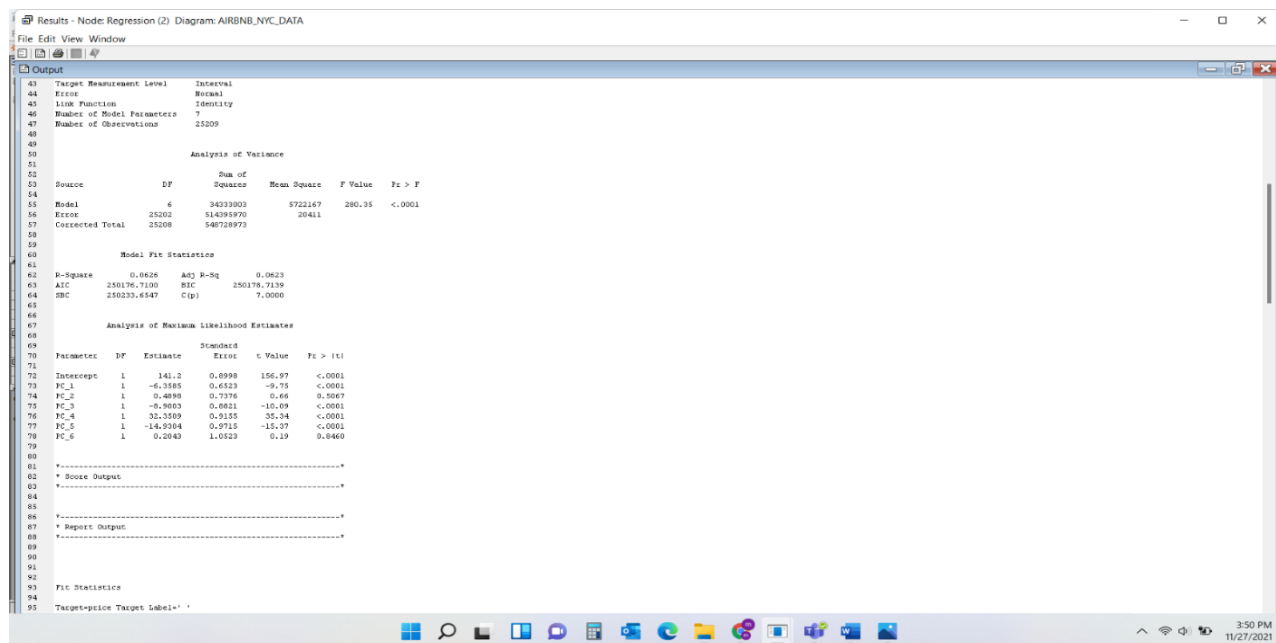 Results - Node: Regression (2) Diagram: AIRBNB_NYC_DATA
File Edit View Window
Output
43 Target Measurement Level Interval
44 Error Normal
45 Link Function Identity
46 Number of Model Parameters 7
47 Number of Observations 25209
48
49
50 Analysis of Variance
51
52 Sum of
53 Source DF Squares Mean Square F Value Pr > F
54
55 Model 6 34333003 5722167 280.35 <.0001
56 Error 25202 514395970 20411
57 Corrected Total 25208 548728973
58
59
60 Model Fit Statistics
61
62 R-Square 0.0626 Adj R-Sq 0.0623
63 AIC 250176.7100 BIC 250178.7139
64 SBC 250233.6547 C(p) 7.0000
65
66
67 Analysis of Maximum Likelihood Estimates
68
69 Standard
70 Parameter DF Estimate Error t Value Pr > |t|
71
72 Intercept 1 141.2 0.8998 156.97 <.0001
73 PC_1 1 -6.3585 0.6523 -9.75 <.0001
74 PC_2 1 0.4898 0.7376 0.66 0.5067
75 PC_3 1 -8.9003 0.8821 -10.09 <.0001
76 PC_4 1 32.3509 0.9155 35.34 <.0001
77 PC_5 1 -14.9304 0.9715 -15.37 <.0001
78 PC_6 1 0.2043 1.0523 0.19 0.8460
79
80
81 *------------------------------------------------------------*
82 * Score Output
83 *------------------------------------------------------------*
84
85
86 *------------------------------------------------------------*
87 * Report Output
88 *------------------------------------------------------------*
89
90
91
92
93 Fit Statistics
94
95 Target=price Target Label=' '
3:50 PM
11/27/2021